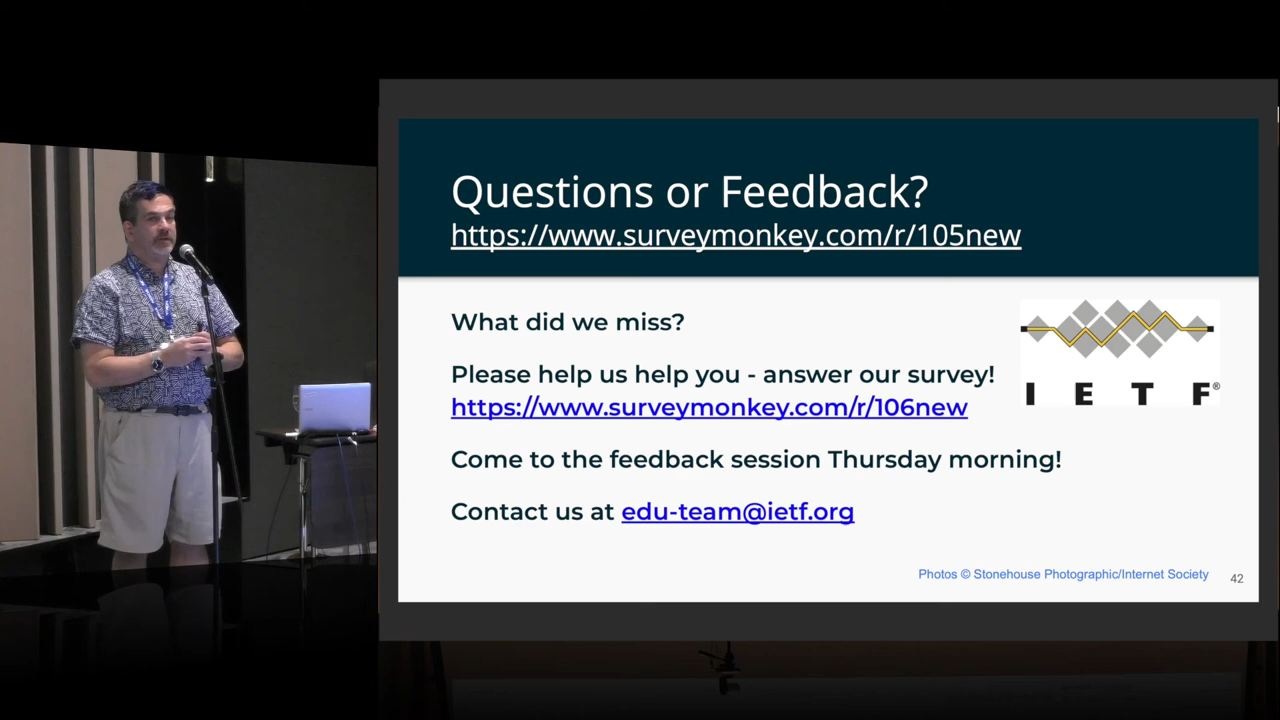 Questions or Feedback?
https://www.surveymonkey.com/r/105new
What did we miss?
Please help us help you - answer our survey!
https://www.surveymonkey.com/r/106new
Come to the feedback session Thursday morning!
Contact us at edu-team@ietf.org
I E T F®
Photos © Stonehouse Photographic/Internet Society
42